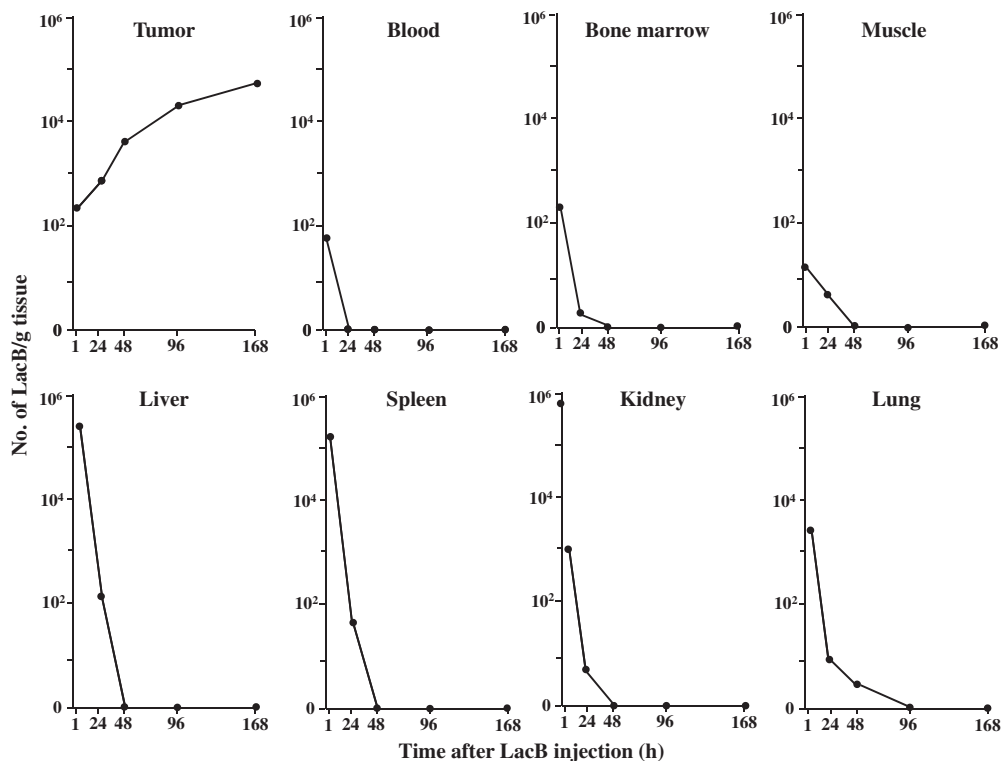 No. of LacB/g tissue
Tumor
10⁶
10⁴
10²
0
1 24 48 96 168
Blood
10⁶
10⁴
10²
0
1 24 48 96 168
Bone marrow
10⁶
10⁴
10²
0
1 24 48 96 168
Muscle
10⁶
10⁴
10²
0
1 24 48 96 168
Liver
10⁶
10⁴
10²
0
1 24 48 96 168
Spleen
10⁶
10⁴
10²
0
1 24 48 96 168
Kidney
10⁶
10⁴
10²
0
1 24 48 96 168
Lung
10⁶
10⁴
10²
0
1 24 48 96 168
Time after LacB injection (h)